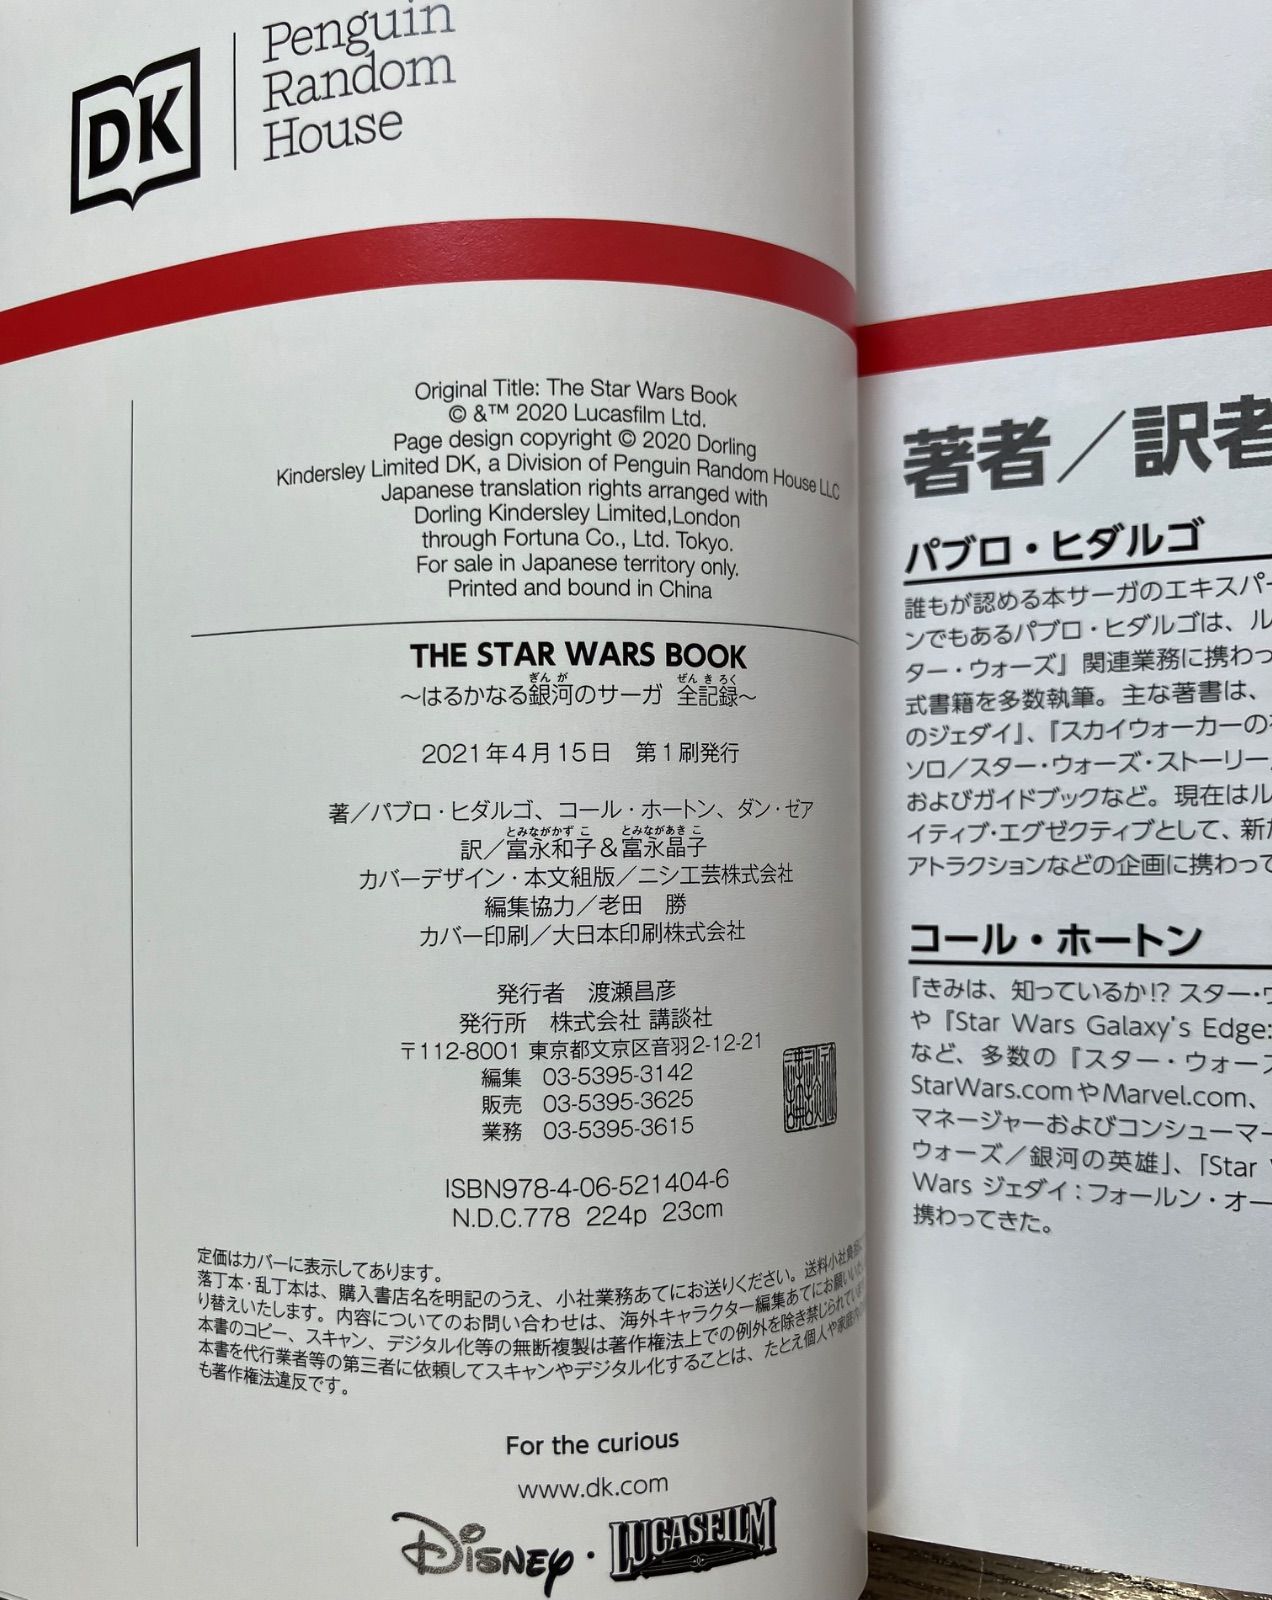 DK
Penguin
Random
House
Original Title: The Star Wars Book
© &™ 2020 Lucasfilm Ltd.
Page design copyright © 2020 Dorling
Kindersley Limited DK, a Division of Penguin Random House LLC
Japanese translation rights arranged with
Dorling Kindersley Limited,London
through Fortuna Co., Ltd. Tokyo.
For sale in Japanese territory only.
Printed and bound in China
THE STAR WARS BOOK
ぎんが ぜんきろく
～はるかなる銀河のサーガ 全記録～
2021年4月15日 第1刷発行
著／パブロ・ヒダルゴ、コール・ホートン、ダン・ゼア
とみながかずこ とみながあきこ
訳／富永和子&富永晶子
カバーデザイン・本文組版／ニシ工芸株式会社
編集協力／老田 勝
カバー印刷／大日本印刷株式会社
発行者 渡瀬昌彦
発行所 株式会社 講談社
〒112-8001 東京都文京区音羽2-12-21
編集 03-5395-3142
販売 03-5395-3625
業務 03-5395-3615
ISBN978-4-06-521404-6
N.D.C.778 224p 23cm
定価はカバーに表示してあります。
落丁本・乱丁本は、購入書店名を明記のうえ、小社業務あてにお送りください。送料小社負担
り替えいたします。内容についてのお問い合わせは、海外キャラクター編集あてにお願いいた
本書のコピー、スキャン、デジタル化等の無断複製は著作権法上での例外を除き禁じられていま
本書を代行業者等の第三者に依頼してスキャンやデジタル化することは、たとえ個人や家庭内の
も著作権法違反です。
For the curious
www.dk.com
Disney・LUCASFILM
著者／訳者
パブロ・ヒダルゴ
誰もが認める本サーガのエキスパー
ンでもあるパブロ・ヒダルゴは、ル
ター・ウォーズ』関連業務に携わっ
式書籍を多数執筆。主な著書は、
のジェダイ』、『スカイウォーカーの
ソロ／スター・ウォーズ・ストーリー
およびガイドブックなど。現在はル
イティブ・エグゼクティブとして、新た
アトラクションなどの企画に携わって
コール・ホートン
『きみは、知っているか!? スター・ウ
や『Star Wars Galaxy's Edge:
など、多数の『スター・ウォーズ
StarWars.comやMarvel.com、
マネージャーおよびコンシューマー
ウォーズ／銀河の英雄』、『Star
Wars ジェダイ：フォールン・オー
携わってきた。